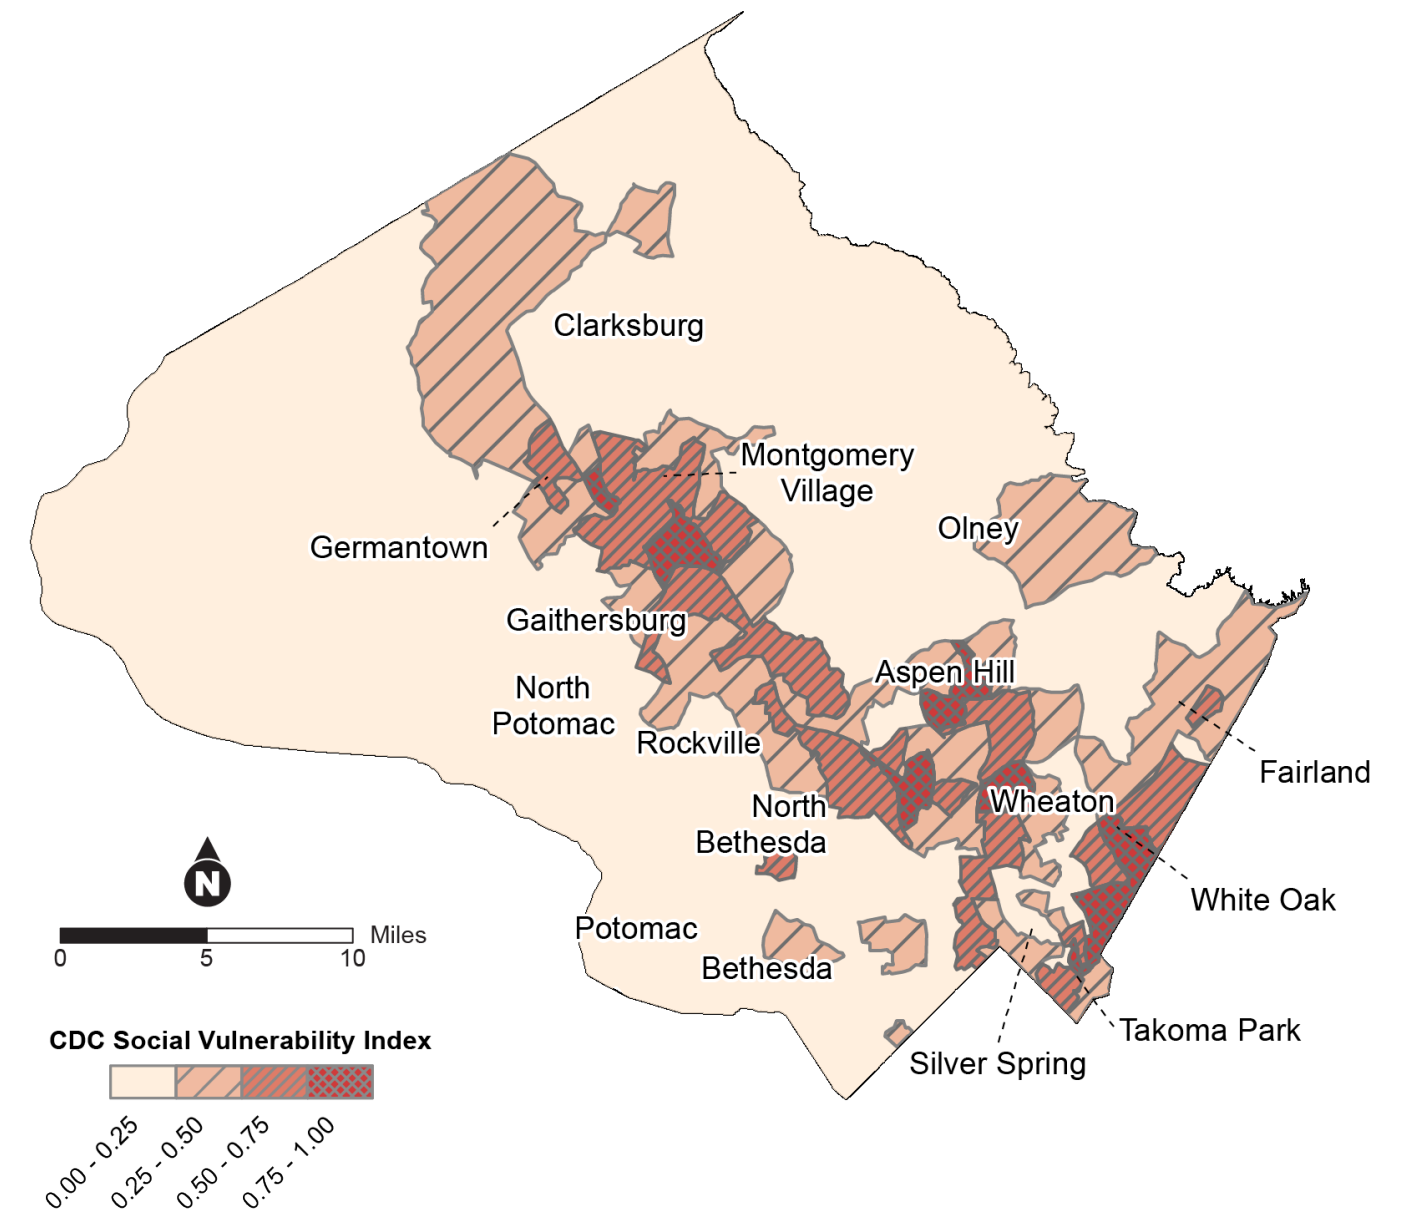 Clarksburg
Montgomery
Village
Olney
Germantown
Gaithersburg
Aspen Hill
North
Potomac
Rockville
Fairland
North
Bethesda
Wheaton
White Oak
N
Potomac
Miles
0
5
10
Bethesda
Takoma Park
Silver Spring
CDC Social Vulnerability Index
0.00 - 0.25
0.25 - 0.50
0.50 - 0.75
0.75 - 1.00